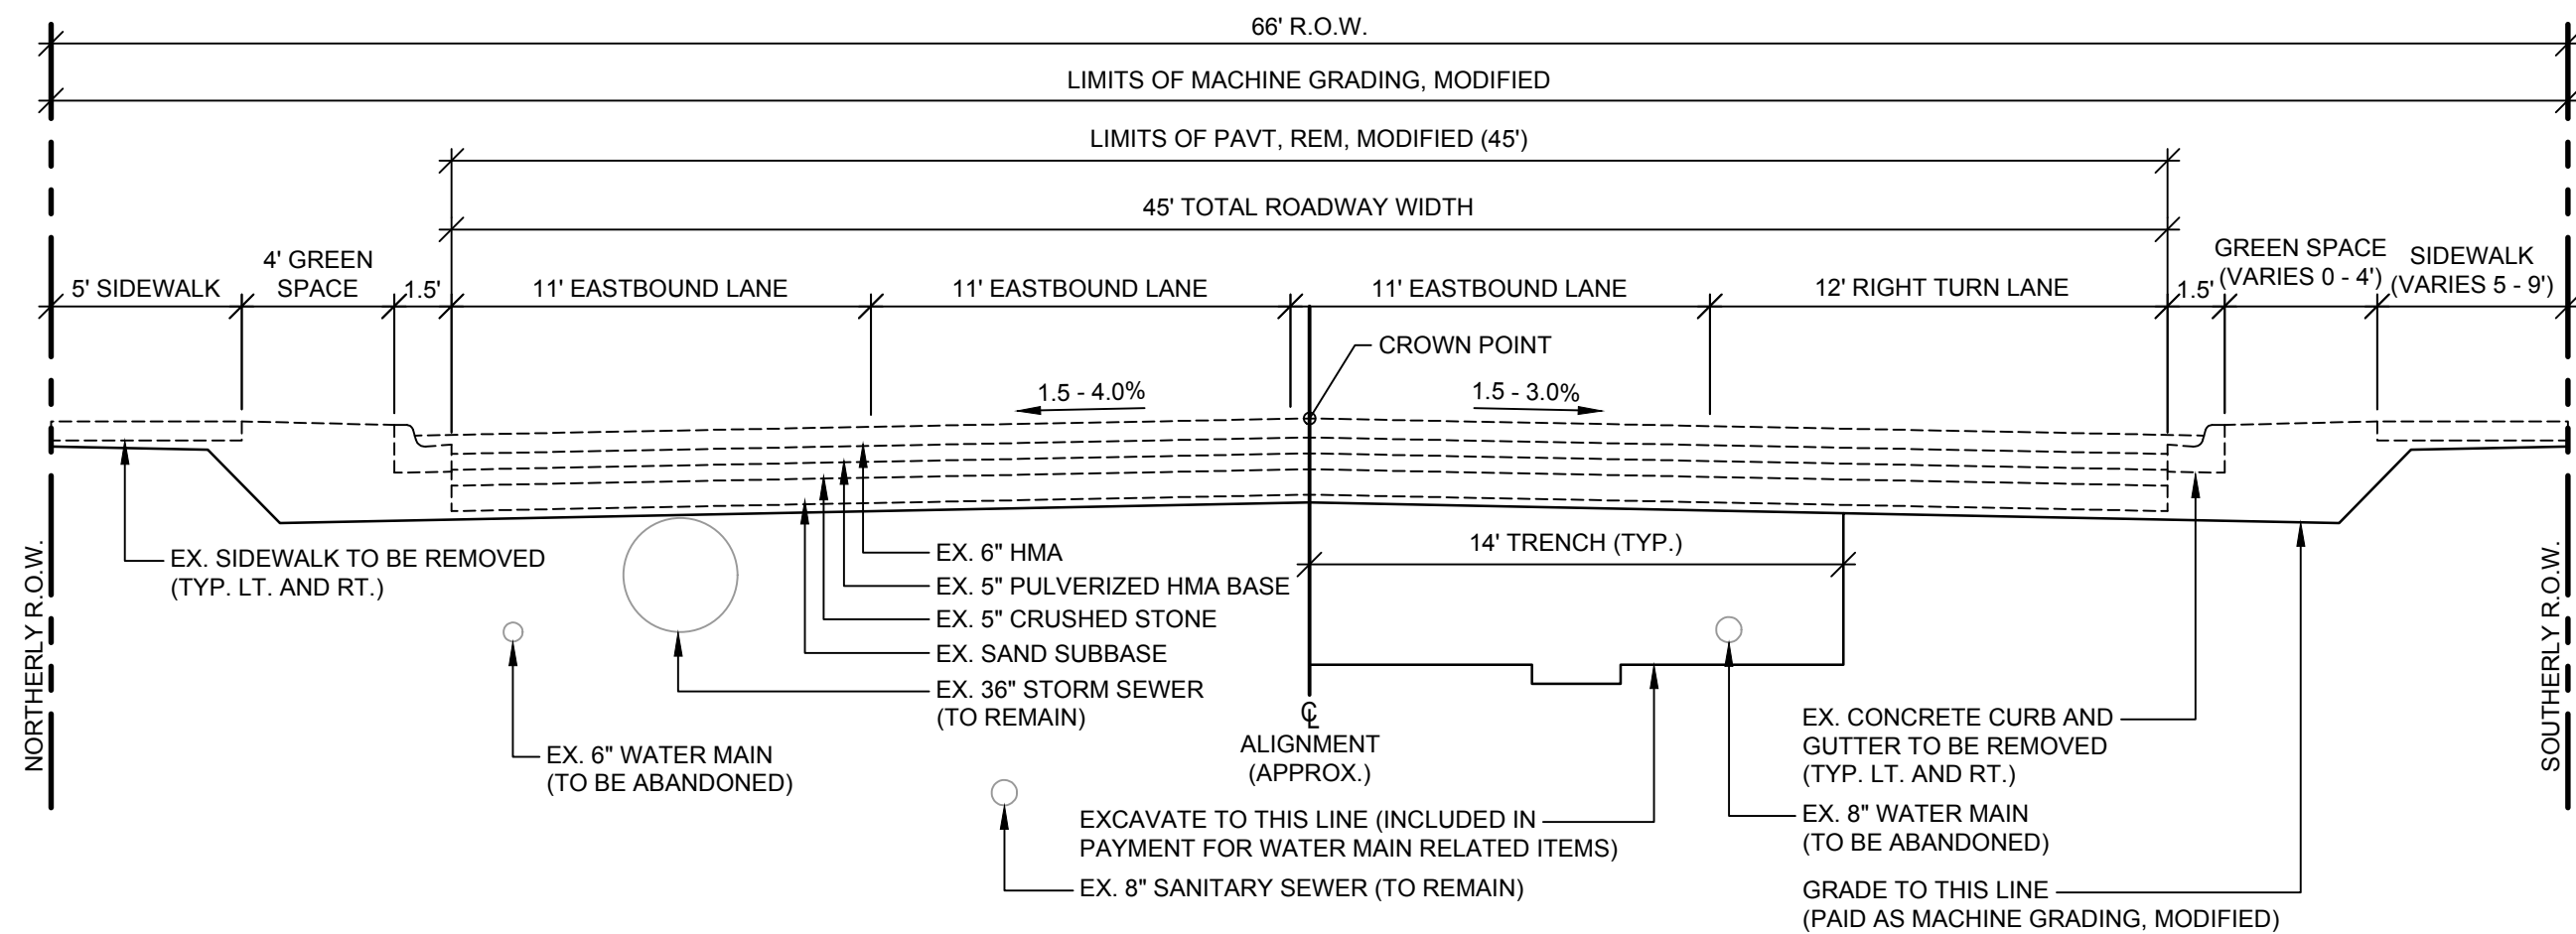 66' R.O.W.
LIMITS OF MACHINE GRADING, MODIFIED
LIMITS OF PAVT, REM, MODIFIED (45')
45' TOTAL ROADWAY WIDTH
5' SIDEWALK
4' GREEN
SPACE
1.5'
11' EASTBOUND LANE
11' EASTBOUND LANE
11' EASTBOUND LANE
12' RIGHT TURN LANE
1.5'
GREEN SPACE
(VARIES 0 - 4')
SIDEWALK
(VARIES 5 - 9')
CROWN POINT
1.5 - 4.0%
1.5 - 3.0%
NORTHERLY R.O.W.
EX. SIDEWALK TO BE REMOVED
(TYP. LT. AND RT.)
EX. 6" HMA
EX. 5" PULVERIZED HMA BASE
EX. 5" CRUSHED STONE
EX. SAND SUBBASE
EX. 36" STORM SEWER
(TO REMAIN)
14' TRENCH (TYP.)
EX. 6" WATER MAIN
(TO BE ABANDONED)
CL
ALIGNMENT
(APPROX.)
EXCAVATE TO THIS LINE (INCLUDED IN
PAYMENT FOR WATER MAIN RELATED ITEMS)
EX. 8" SANITARY SEWER (TO REMAIN)
EX. CONCRETE CURB AND
GUTTER TO BE REMOVED
(TYP. LT. AND RT.)
EX. 8" WATER MAIN
(TO BE ABANDONED)
GRADE TO THIS LINE
(PAID AS MACHINE GRADING, MODIFIED)
SOUTHERLY R.O.W.